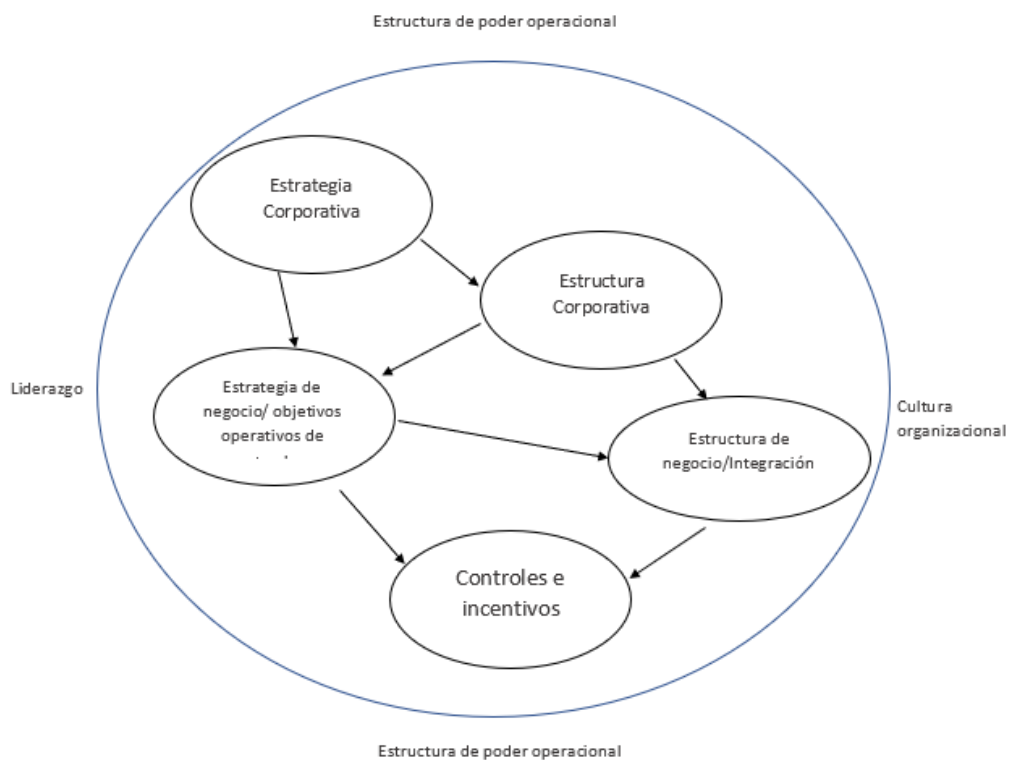 Estructura de poder operacional
Estrategia
Corporativa
Estructura
Corporativa
Liderazgo
Estrategia de
negocio/ objetivos
operativos de
Cultura
organizacional
Estructura de
negocio/Integración
Controles e
incentivos
Estructura de poder operacional